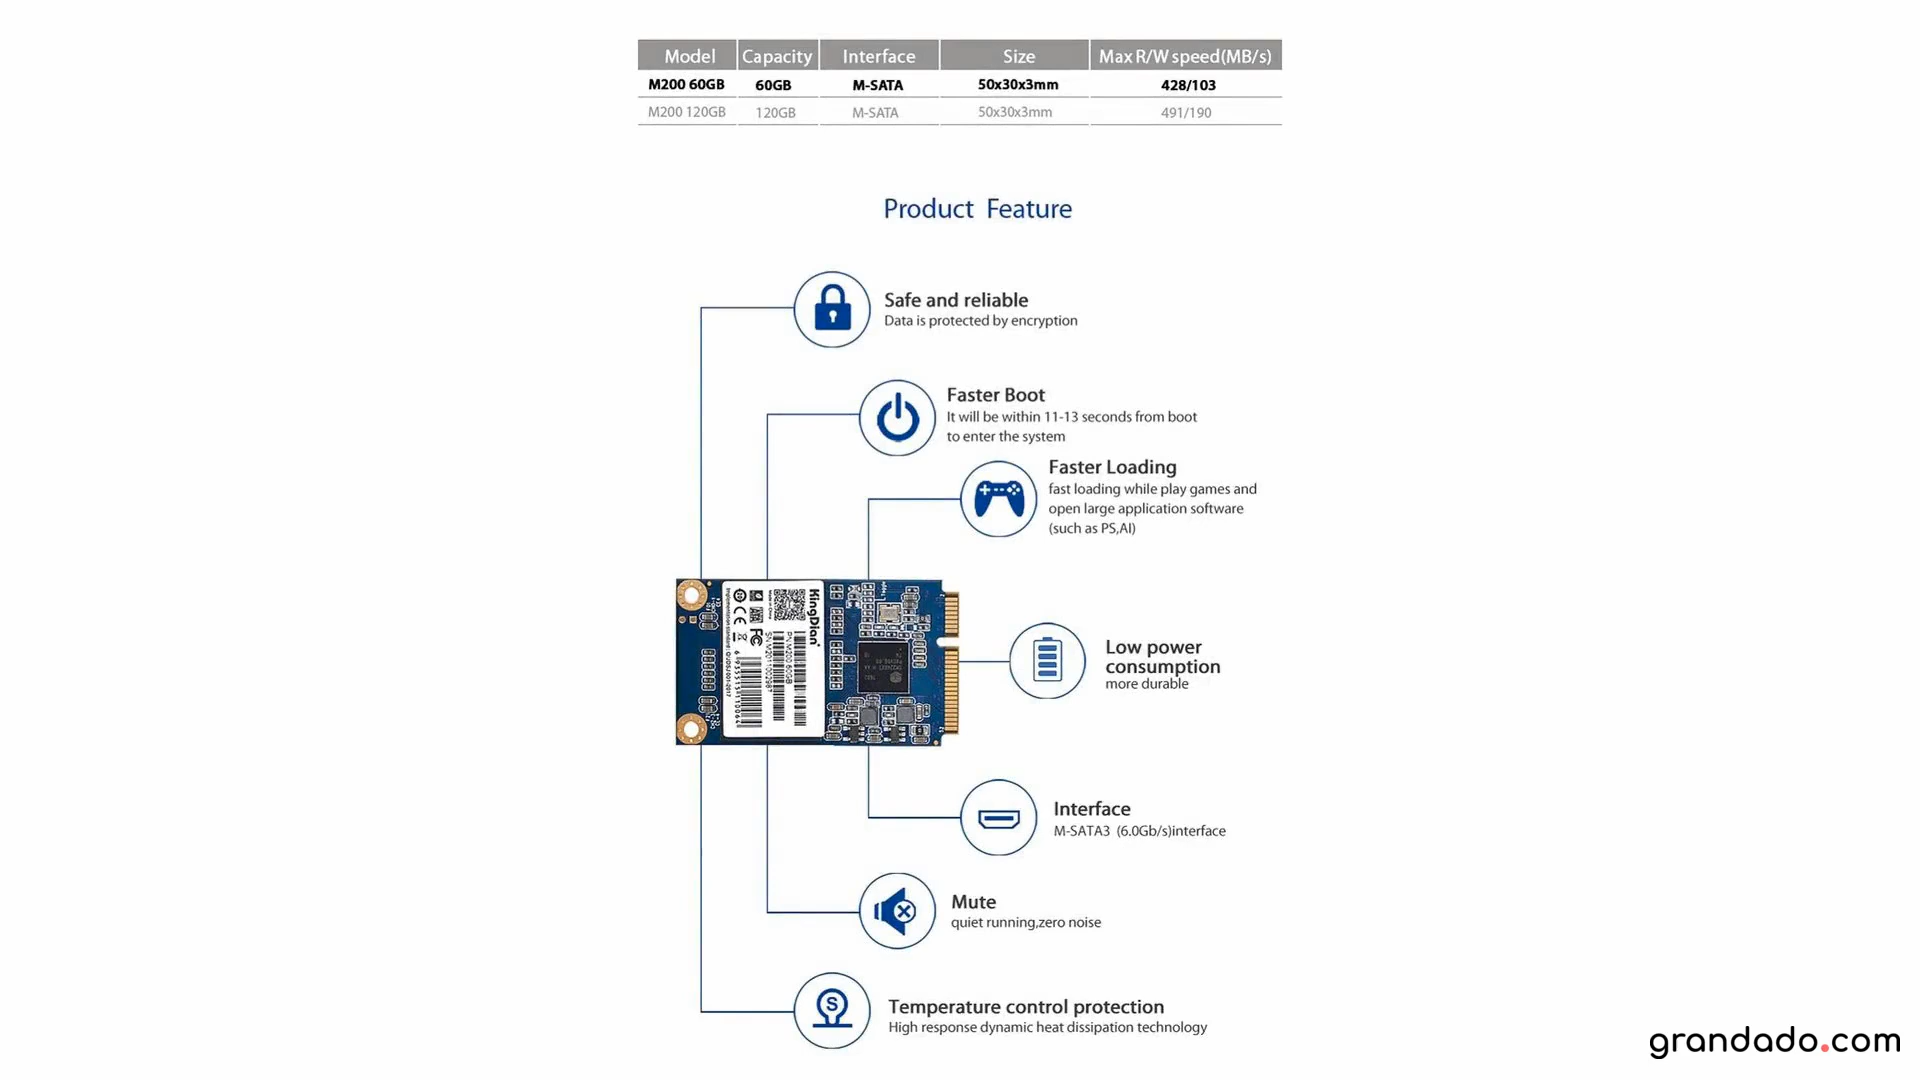 Model Capacity Interface Size Max R/W speed(MB/s)
M200 60GB 60GB M-SATA 50x30x3mm 428/103
M200 120GB 120GB M-SATA 50x30x3mm 491/190
Product Feature
Safe and reliable
Data is protected by encryption
Faster Boot
It will be within 11-13 seconds from boot
to enter the system
Faster Loading
fast loading while play games and
open large application software
(such as PS,AI)
KingDian
P/N:M200 60GB
Low power
consumption
more durable
Interface
M-SATA3 (6.0Gb/s)interface
Mute
quiet running,zero noise
S
Temperature control protection
High response dynamic heat dissipation technology
grandado.com